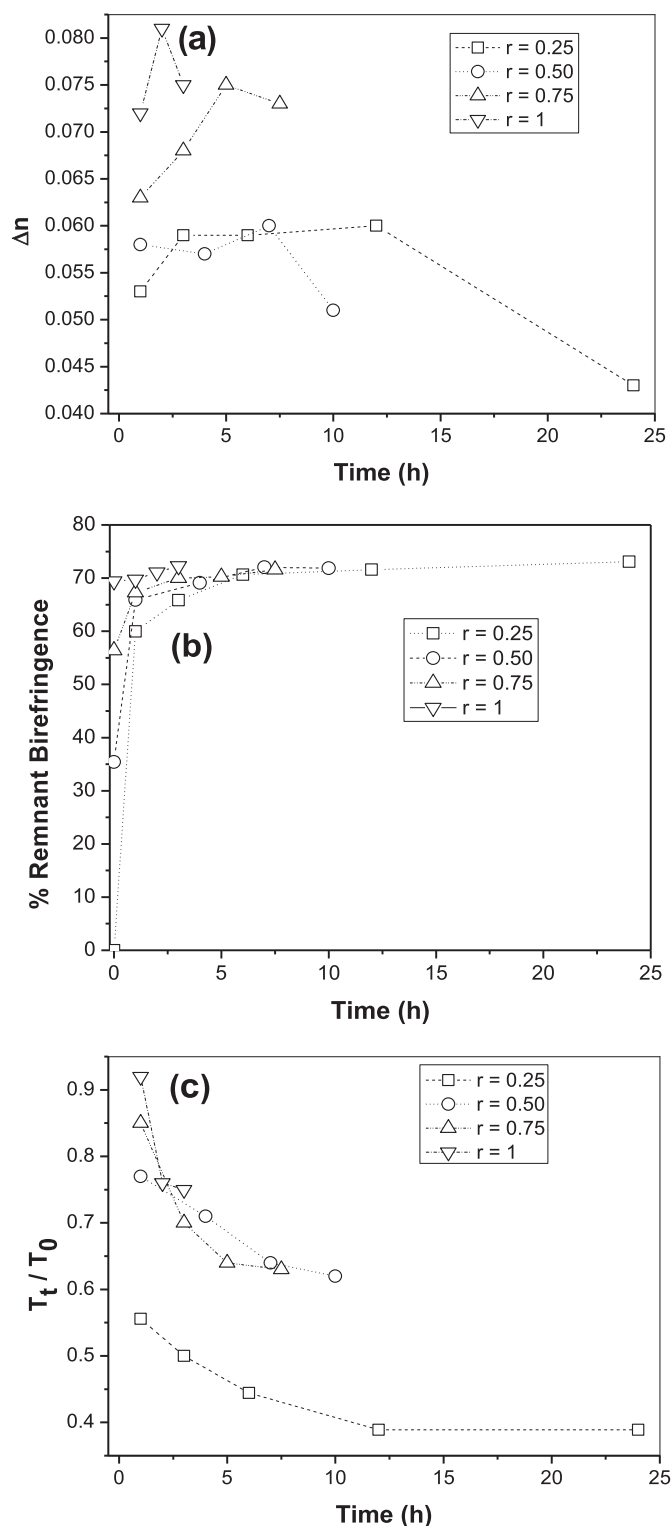 (a)
r = 0.25
r = 0.50
r = 0.75
r = 1
0.080
0.075
0.070
0.065
0.060
0.055
0.050
0.045
0.040
Δn
0 5 10 15 20 25
Time (h)
80
70
60
50
40
30
20
10
0
% Remnant Birefringence
(b)
r = 0.25
r = 0.50
r = 0.75
r = 1
0 5 10 15 20 25
Time (h)
(c)
r = 0.25
r = 0.50
r = 0.75
r = 1
0.9
0.8
0.7
0.6
0.5
0.4
Tt / T0
0 5 10 15 20 25
Time (h)